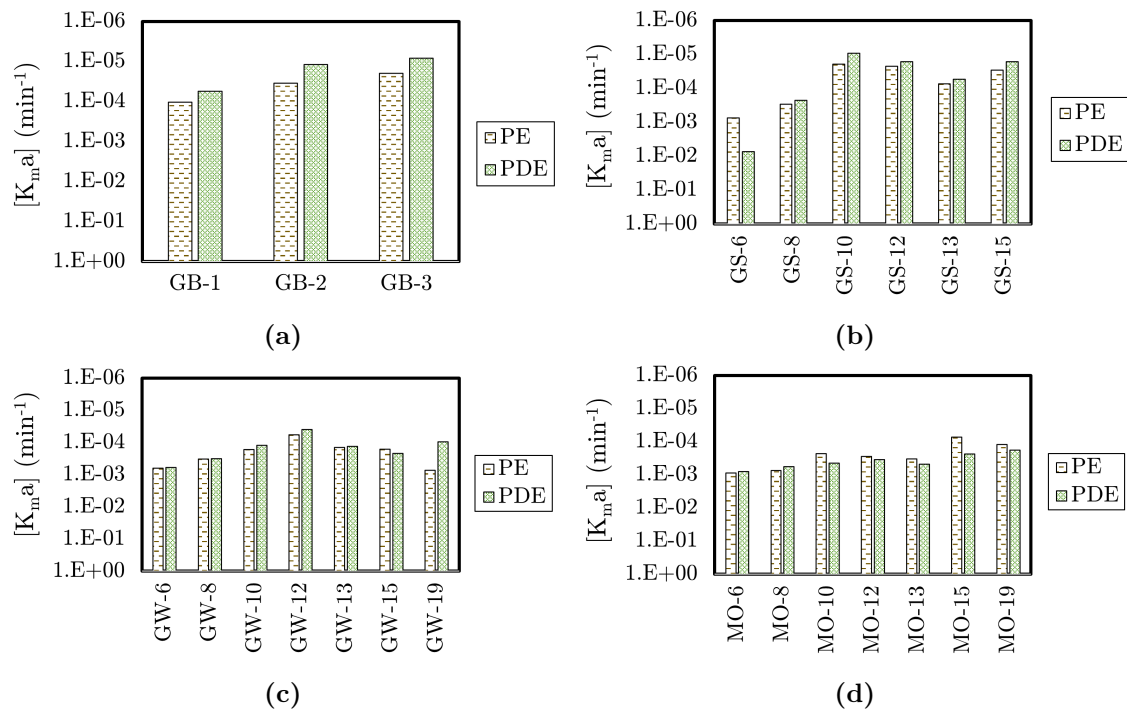 1.E-06
1.E-05
1.E-04
1.E-03
1.E-02
1.E-01
1.E+00
[Kₘa] (min⁻¹)
GB-1 GB-2 GB-3
PE
PDE
(a)
1.E-06
1.E-05
1.E-04
1.E-03
1.E-02
1.E-01
1.E+00
[Kₘa] (min⁻¹)
GS-6
GS-8
GS-10
GS-12
GS-13
GS-15
PE
PDE
(b)
1.E-06
1.E-05
1.E-04
1.E-03
1.E-02
1.E-01
1.E+00
[Kₘa] (min⁻¹)
GW-6
GW-8
GW-10
GW-12
GW-13
GW-15
GW-19
PE
PDE
(c)
1.E-06
1.E-05
1.E-04
1.E-03
1.E-02
1.E-01
1.E+00
[Kₘa] (min⁻¹)
MO-6
MO-8
MO-10
MO-12
MO-13
MO-15
MO-19
PE
PDE
(d)